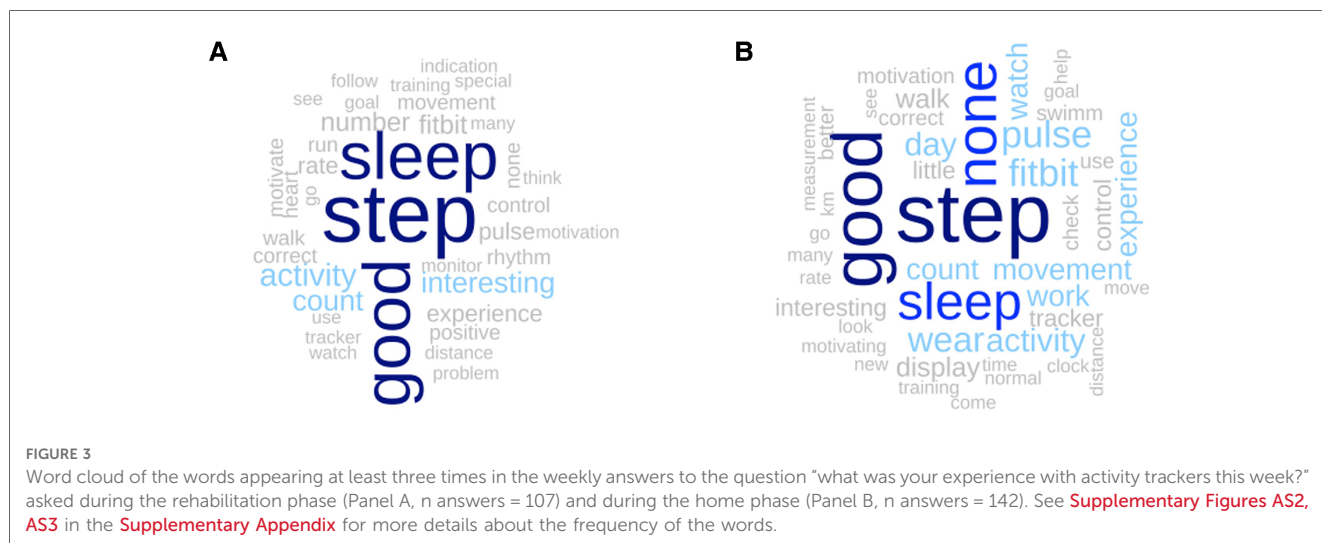 A
indication
follow training special
see goal movement
number fitbit many
run sleep
rate none
motivate heart go think
step control
pulse motivation
walk
correct monitor rhythm
activity good interesting
count
use experience
tracker positive
watch distance
problem
B
motivation none watch help
see walk goal
correct swimm
measurement better day pulse
little fitbit use experience
good step
km check control
go
many count movement
rate sleep work move
interesting tracker
look
motivating wear activity
new display time clock distance
normal
training
come
FIGURE 3
Word cloud of the words appearing at least three times in the weekly answers to the question “what was your experience with activity trackers this week?”
asked during the rehabilitation phase (Panel A, n answers = 107) and during the home phase (Panel B, n answers = 142). See Supplementary Figures AS2,
AS3 in the Supplementary Appendix for more details about the frequency of the words.